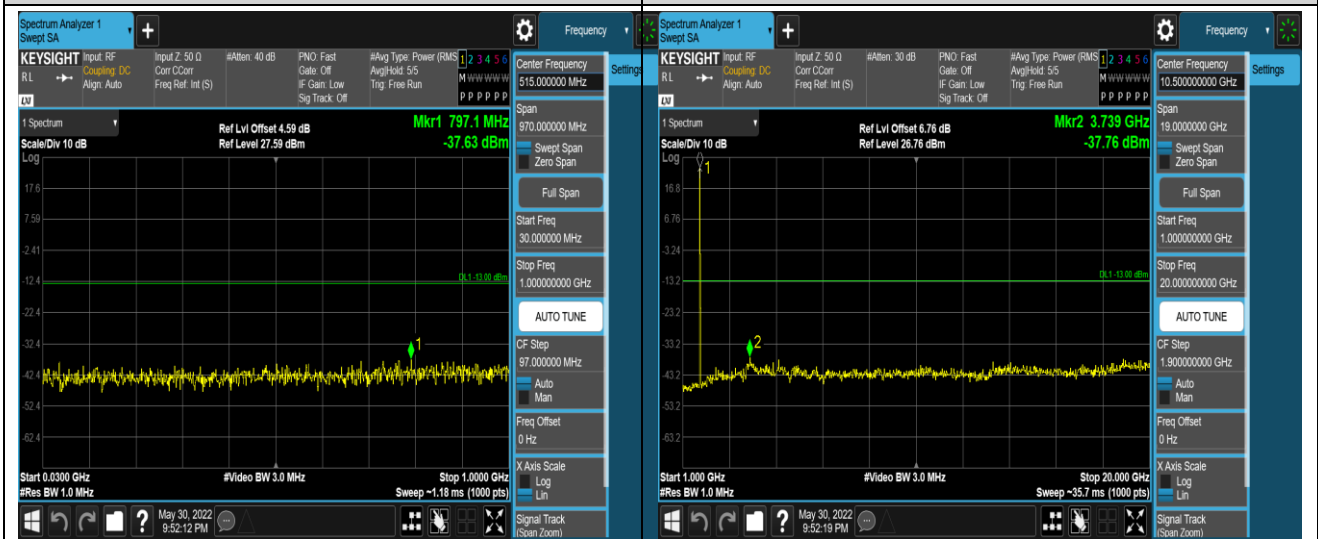 Spectrum Analyzer 1
Swept SA
Frequency
KEYSIGHT
Input: RF
Coupling: DC
Align: Auto
Input Z: 50 Ω
Corr CCorr
Freq Ref: Int (S)
#Atten: 40 dB
PNO: Fast
Gate: Off
IF Gain: Low
Sig Track: Off
#Avg Type: Power (RMS
Avg|Hold: 5/5
Trig: Free Run
1 2 3 4 5 6
M W W W W W
P P P P P P
RL
LXI
Center Frequency
515.000000 MHz
Settings
Span
970.000000 MHz
Swept Span
Zero Span
Full Span
Start Freq
30.000000 MHz
Stop Freq
1.000000000 GHz
AUTO TUNE
CF Step
97.000000 MHz
Auto
Man
Freq Offset
0 Hz
X Axis Scale
Log
Lin
Signal Track
(Span Zoom)
1 Spectrum
Scale/Div 10 dB
Log
Ref Lvl Offset 4.59 dB
Ref Level 27.59 dBm
Mkr1 797.1 MHz
-37.63 dBm
17.6
7.59
-2.41
-12.4
-22.4
-32.4
-42.4
-52.4
-62.4
DL1 -13.00 dBm
1
Start 0.0300 GHz
#Res BW 1.0 MHz
#Video BW 3.0 MHz
Stop 1.0000 GHz
Sweep ~1.18 ms (1000 pts)
May 30, 2022
9:52:12 PM
Spectrum Analyzer 1
Swept SA
Frequency
KEYSIGHT
Input: RF
Coupling: DC
Align: Auto
Input Z: 50 Ω
Corr CCorr
Freq Ref: Int (S)
#Atten: 30 dB
PNO: Fast
Gate: Off
IF Gain: Low
Sig Track: Off
#Avg Type: Power (RMS
Avg|Hold: 5/5
Trig: Free Run
1 2 3 4 5 6
M W W W W W
P P P P P P
RL
LXI
Center Frequency
10.500000000 GHz
Settings
Span
19.0000000 GHz
Swept Span
Zero Span
Full Span
Start Freq
1.000000000 GHz
Stop Freq
20.000000000 GHz
AUTO TUNE
CF Step
1.900000000 GHz
Auto
Man
Freq Offset
0 Hz
X Axis Scale
Log
Lin
Signal Track
(Span Zoom)
1 Spectrum
Scale/Div 10 dB
Log
Ref Lvl Offset 6.76 dB
Ref Level 26.76 dBm
Mkr2 3.739 GHz
-37.76 dBm
16.8
6.76
-3.24
-13.2
-23.2
-33.2
-43.2
-53.2
-63.2
DL1 -13.00 dBm
1
2
Start 1.000 GHz
#Res BW 1.0 MHz
#Video BW 3.0 MHz
Stop 20.000 GHz
Sweep ~35.7 ms (1000 pts)
May 30, 2022
9:52:19 PM